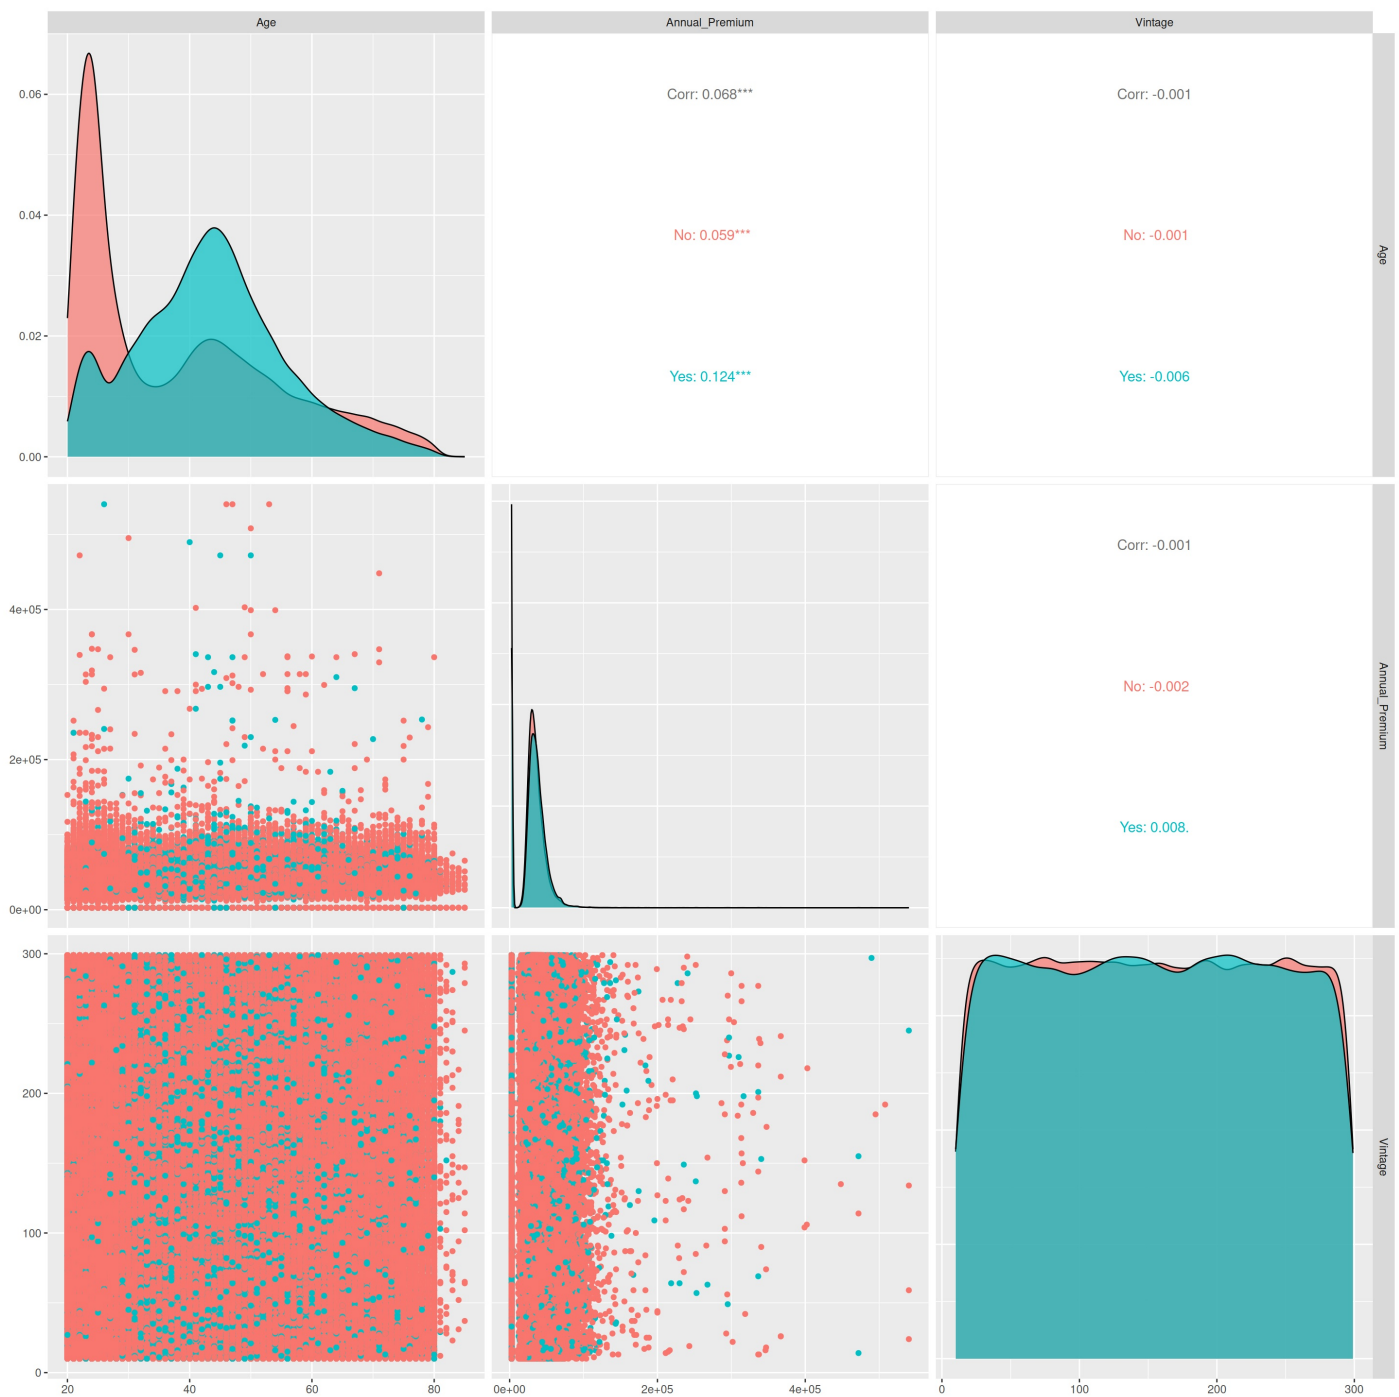 Age
Annual_Premium
Vintage
0.06
0.04
0.02
0.00
Corr: 0.068***
No: 0.059***
Yes: 0.124***
Corr: -0.001
No: -0.001
Yes: -0.006
Age
4e+05
2e+05
0e+00
Corr: -0.001
No: -0.002
Yes: 0.008.
Annual_Premium
300
200
100
0
Vintage
20 40 60 80
0e+00 2e+05 4e+05
0 100 200 300